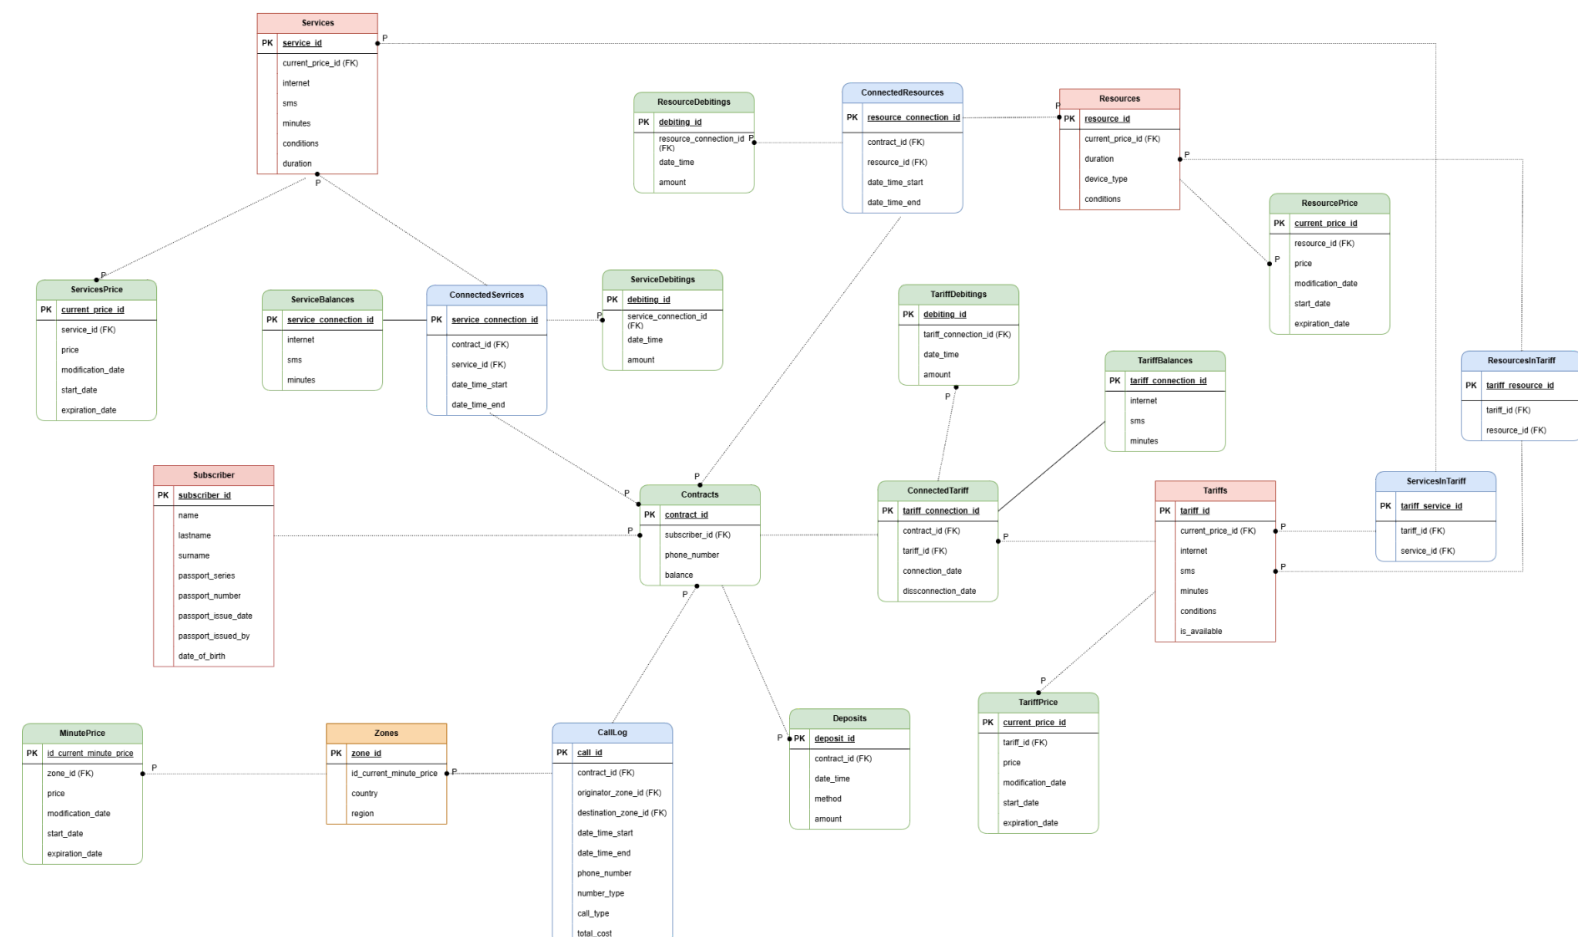 Services
PK service_id
current_price_id (FK)
internet
sms
minutes
conditions
duration
P
P
ResourceDebitings
PK debiting_id
resource_connection_id (FK)
P
date_time
amount
ConnectedResources
PK resource_connection_id
contract_id (FK)
resource_id (FK)
date_time_start
date_time_end
Resources
P
PK resource_id
current_price_id (FK)
duration
P
device_type
conditions
ResourcePrice
PK current_price_id
resource_id (FK)
P
price
modification_date
start_date
expiration_date
P
ServicesPrice
PK current_price_id
service_id (FK)
price
modification_date
start_date
expiration_date
ServiceBalances
PK service_connection_id
internet
sms
minutes
ConnectedSevrices
PK service_connection_id
contract_id (FK)
service_id (FK)
date_time_start
date_time_end
ServiceDebitings
PK debiting_id
P
service_connection_id (FK)
date_time
amount
TariffDebitings
PK debiting_id
tariff_connection_id (FK)
date_time
amount
P
TariffBalances
PK tariff_connection_id
internet
sms
minutes
ResourcesInTariff
PK tariff_resource_id
tariff_id (FK)
resource_id (FK)
Subscriber
PK subscriber_id
name
lastname
surname
passport_series
passport_number
passport_issue_date
passport_issued_by
date_of_birth
P
P
P
Contracts
PK contract_id
subscriber_id (FK)
phone_number
balance
P
ConnectedTariff
PK tariff_connection_id
contract_id (FK)
tariff_id (FK)
P
connection_date
dissconnection_date
Tariffs
PK tariff_id
current_price_id (FK)
P
internet
sms
P
minutes
conditions
is_available
ServicesInTariff
PK tariff_service_id
tariff_id (FK)
service_id (FK)
MinutePrice
PK id_current_minute_price
zone_id (FK)
P
price
modification_date
start_date
expiration_date
Zones
PK zone_id
id_current_minute_price
P
country
region
CallLog
PK call_id
contract_id (FK)
originator_zone_id (FK)
destination_zone_id (FK)
date_time_start
date_time_end
phone_number
number_type
call_type
total_cost
Deposits
P
PK deposit_id
contract_id (FK)
date_time
method
amount
P
TariffPrice
PK current_price_id
tariff_id (FK)
price
modification_date
start_date
expiration_date